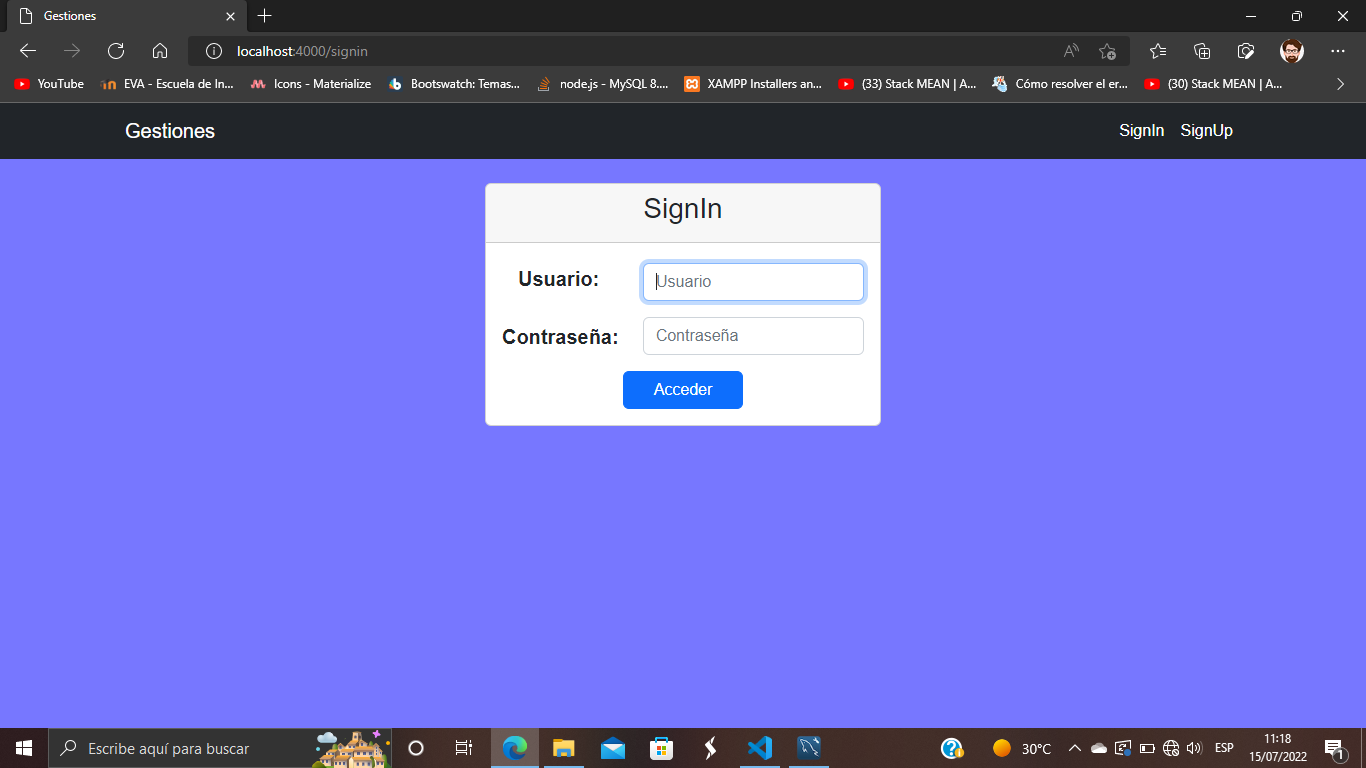 Gestiones
localhost:4000/signin
YouTube
EVA - Escuela de In...
Icons - Materialize
Bootswatch: Temas...
node.js - MySQL 8....
XAMPP Installers an...
(33) Stack MEAN | A...
Cómo resolver el er...
(30) Stack MEAN | A...
Gestiones
SignIn
SignUp
SignIn
Usuario:
Usuario
Contraseña:
Contraseña
Acceder
Escribe aquí para buscar
30°C
ESP
11:18
15/07/2022
1